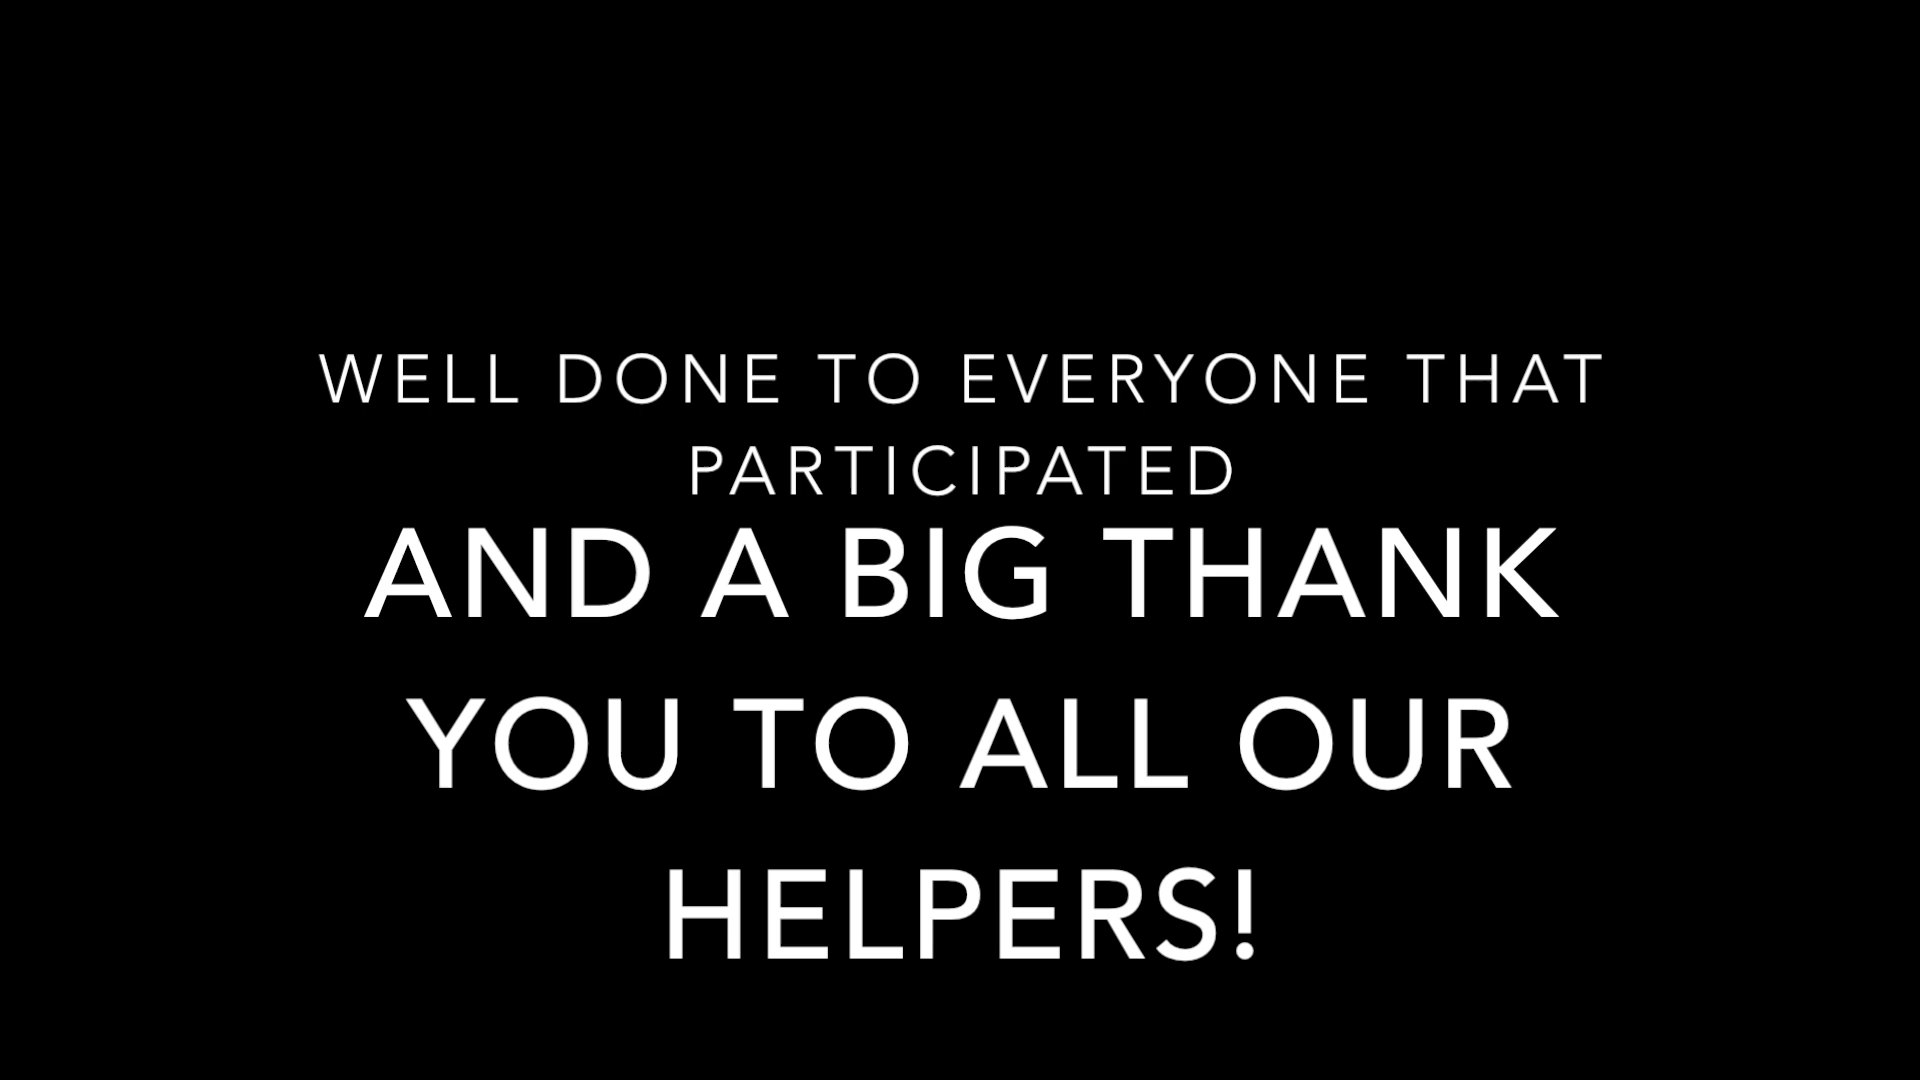 WELL DONE TO EVERYONE THAT
PARTICIPATED
AND A BIG THANK
YOU TO ALL OUR
HELPERS!